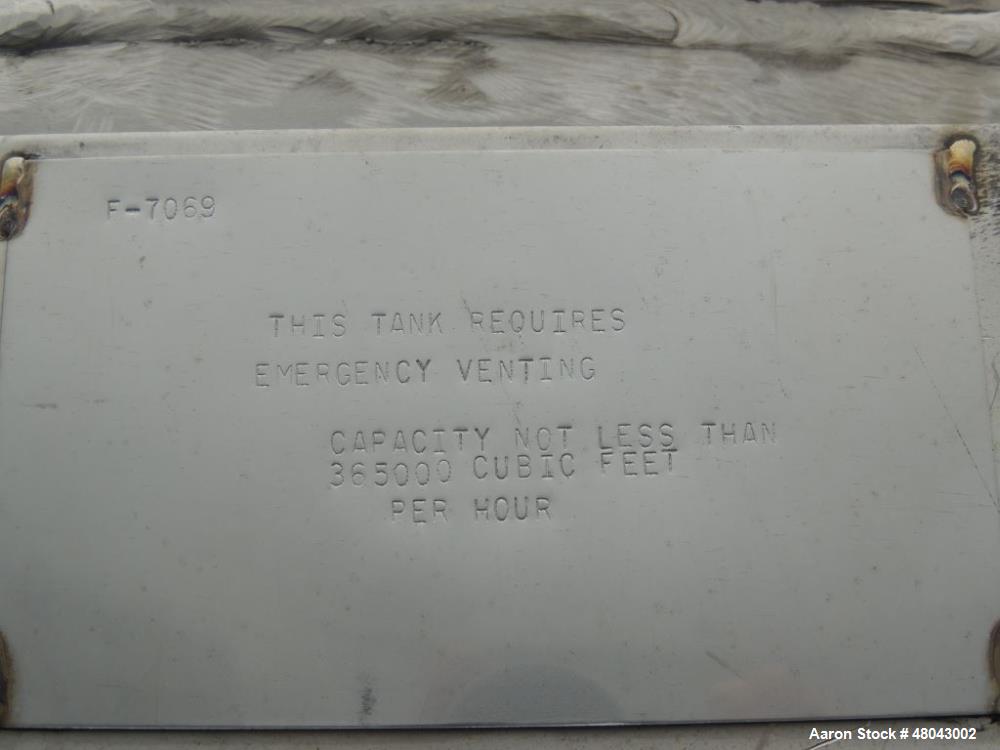 F-7069
THIS TANK REQUIRES
EMERGENCY VENTING
CAPACITY NOT LESS THAN
365000 CUBIC FEET
PER HOUR
Aaron Stock # 48043002